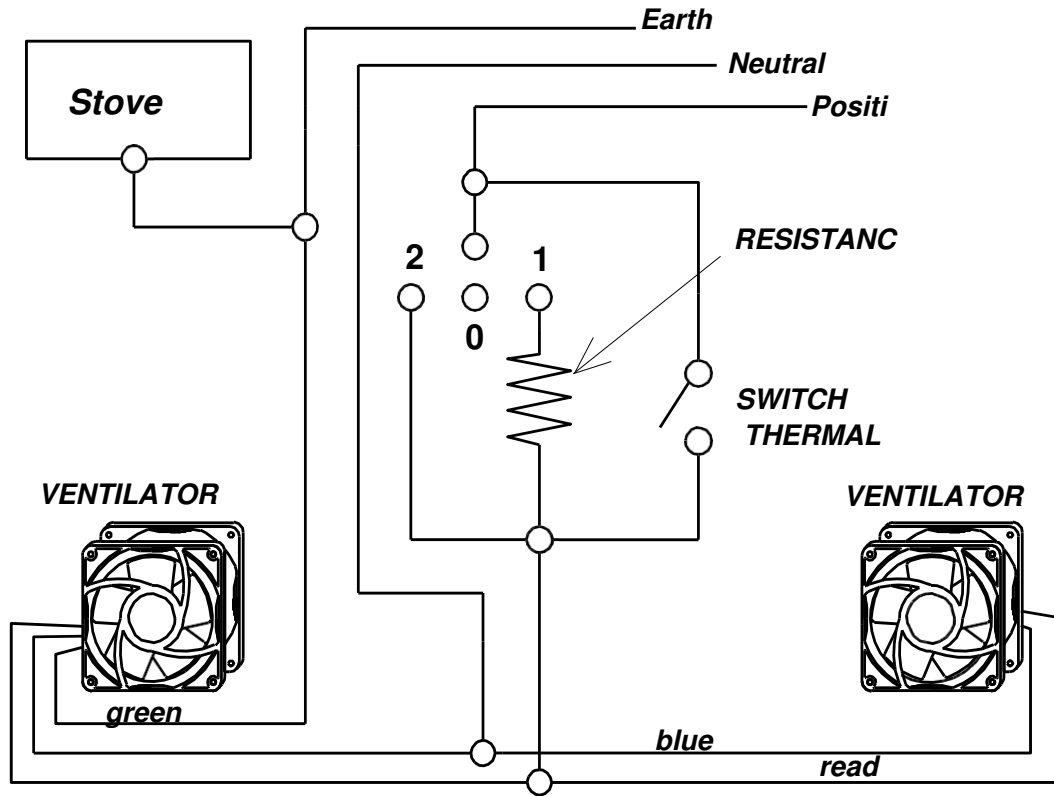 Earth
Neutral
Positi
Stove
RESISTANC
2
1
0
SWITCH
THERMAL
VENTILATOR
VENTILATOR
green
blue
read